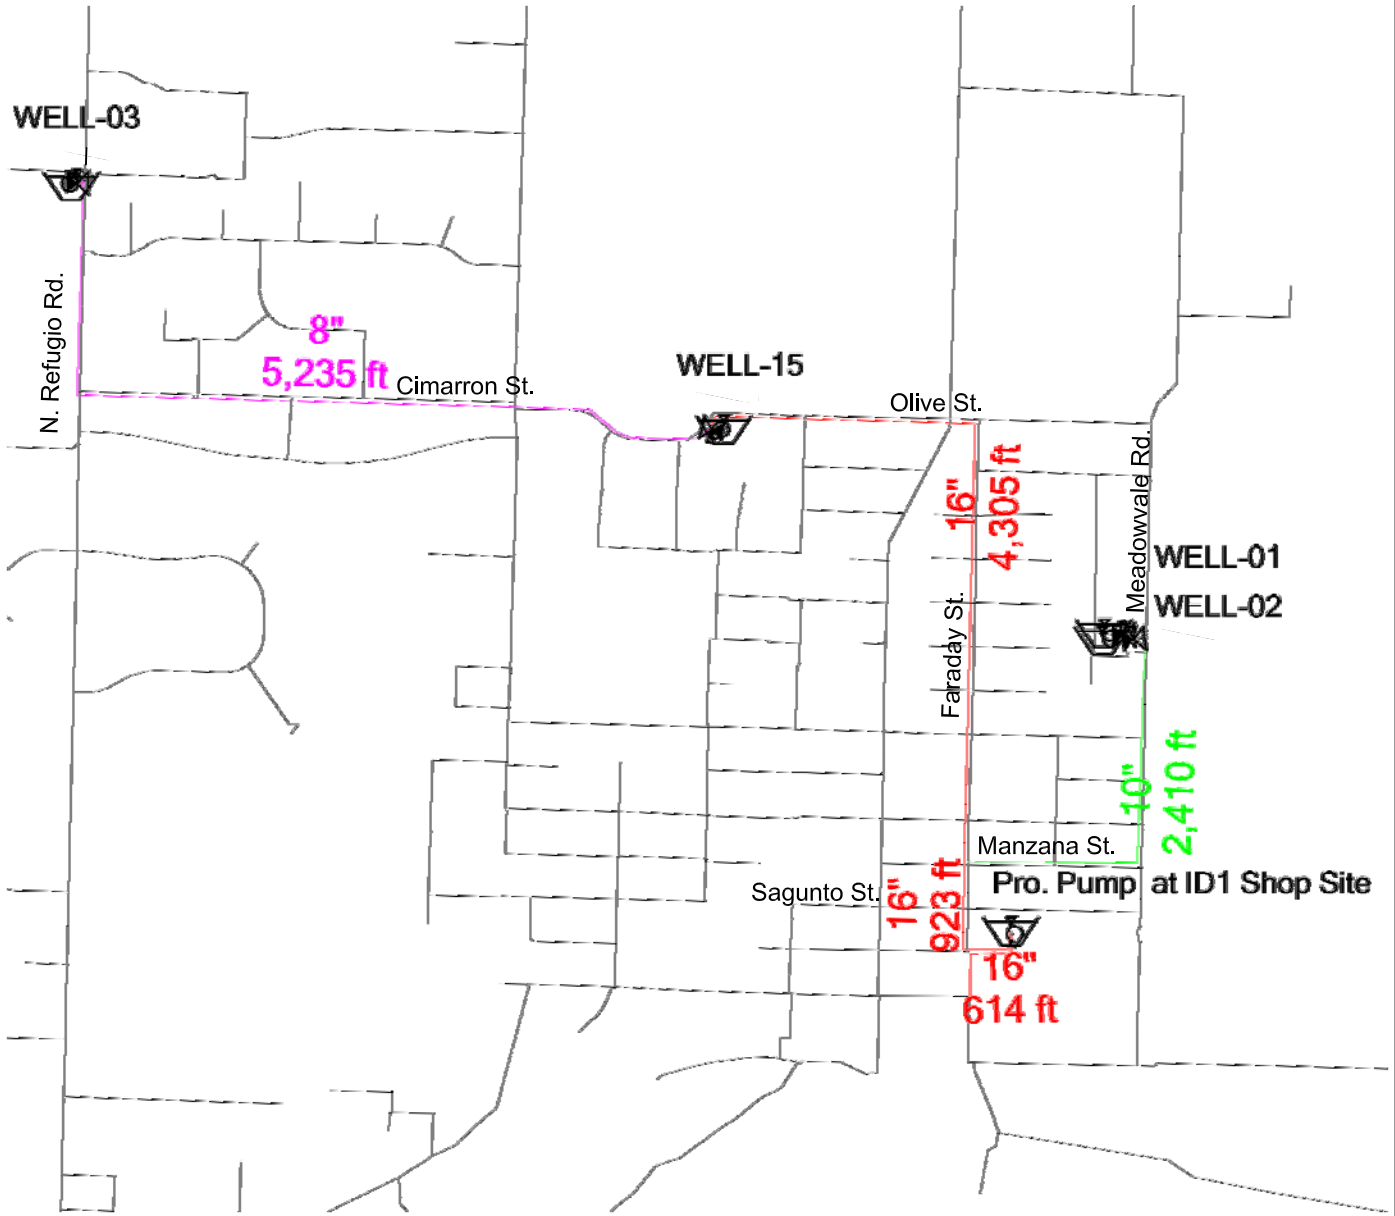 WELL-03
N. Refugio Rd.
8"
5,235 ft
Cimarron St.
WELL-15
Olive St.
16"
4,305 ft
Meadowvale Rd.
WELL-01
WELL-02
Faraday St.
10"
2,410 ft
Manzana St.
Pro. Pump at ID1 Shop Site
Sagunto St.
16"
923 ft
16"
614 ft